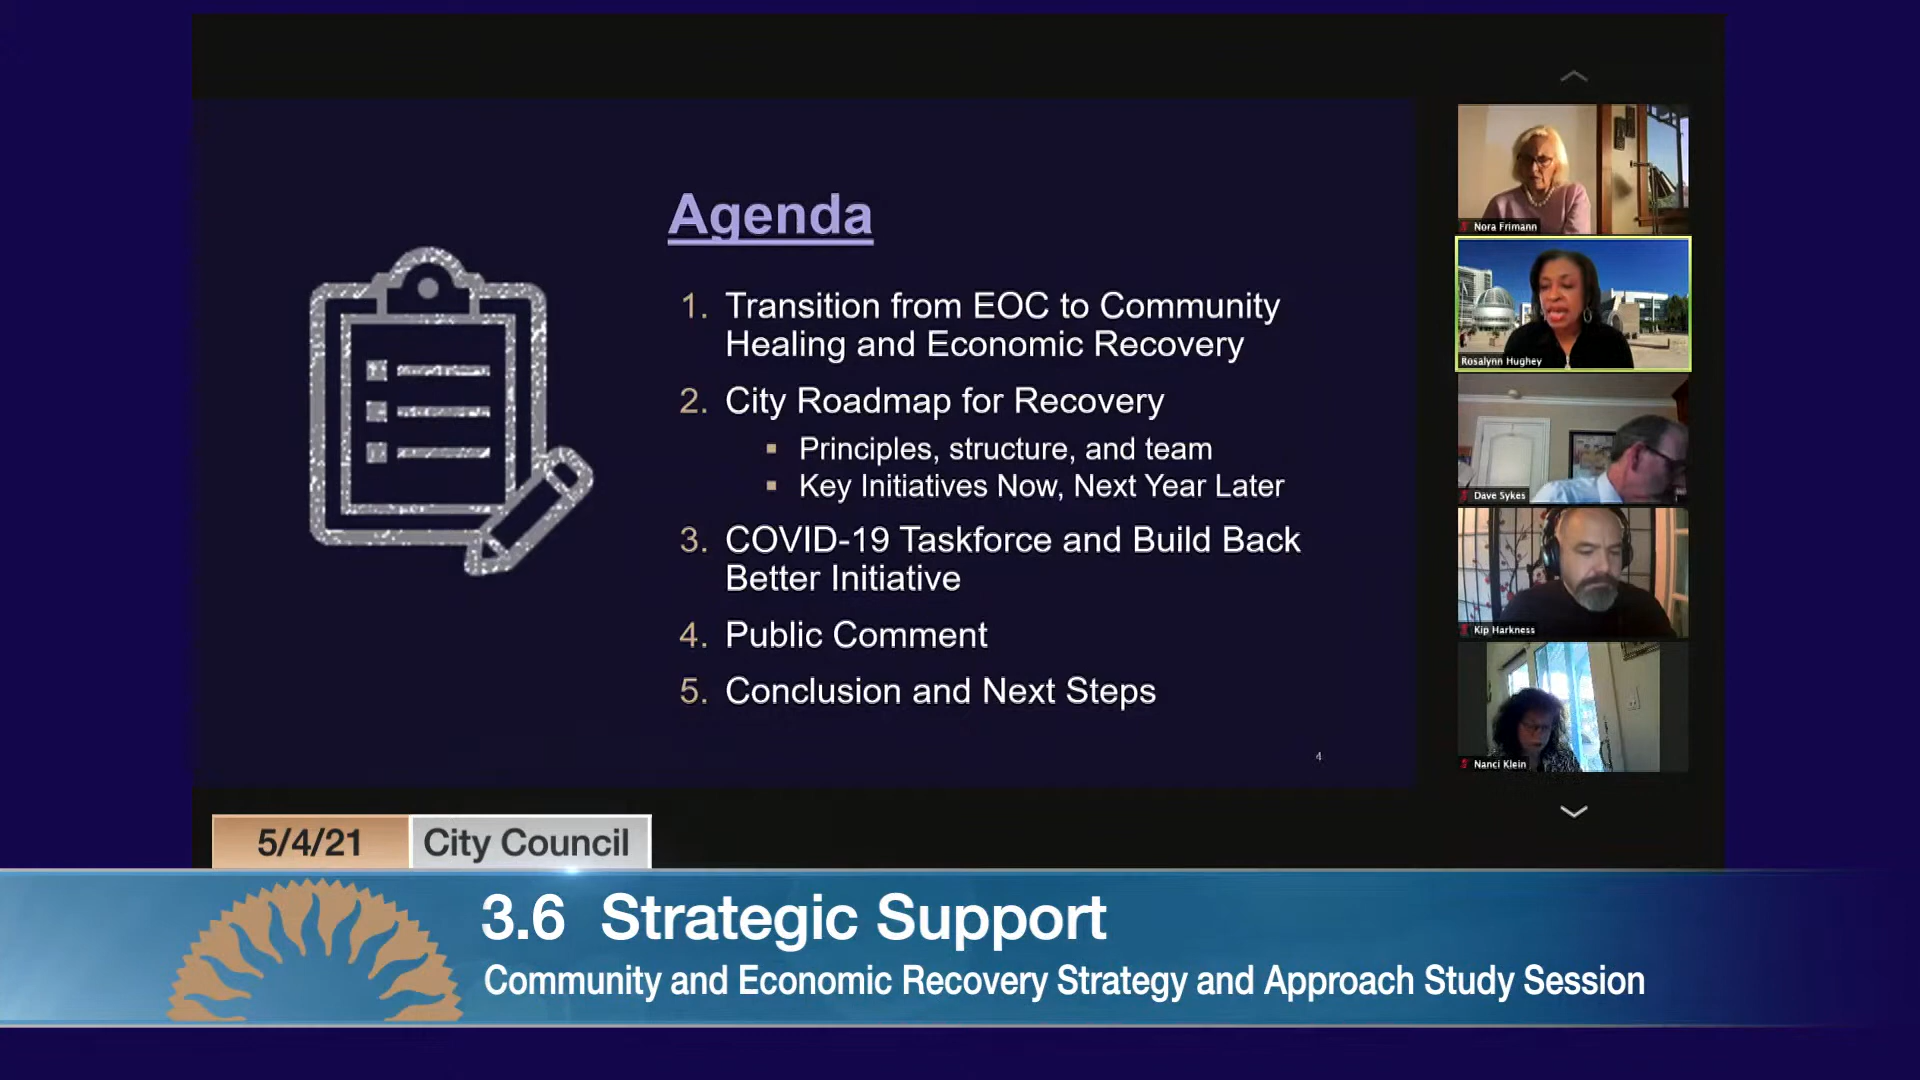 Agenda
1. Transition from EOC to Community
Healing and Economic Recovery
2. City Roadmap for Recovery
▪ Principles, structure, and team
▪ Key Initiatives Now, Next Year Later
3. COVID-19 Taskforce and Build Back
Better Initiative
4. Public Comment
5. Conclusion and Next Steps
4
Nora Frimann
Rosalynn Hughey
Dave Sykes
Kip Harkness
Nanci Klein
5/4/21 City Council
3.6 Strategic Support
Community and Economic Recovery Strategy and Approach Study Session